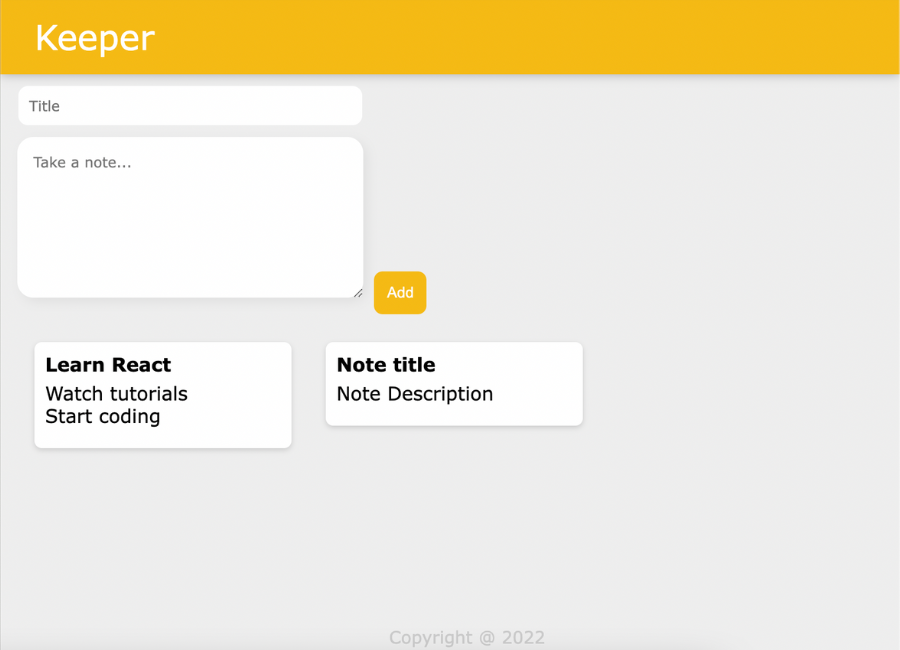 Keeper
Title
Take a note...
Add
Learn React
Watch tutorials
Start coding
Note title
Note Description
Copyright @ 2022